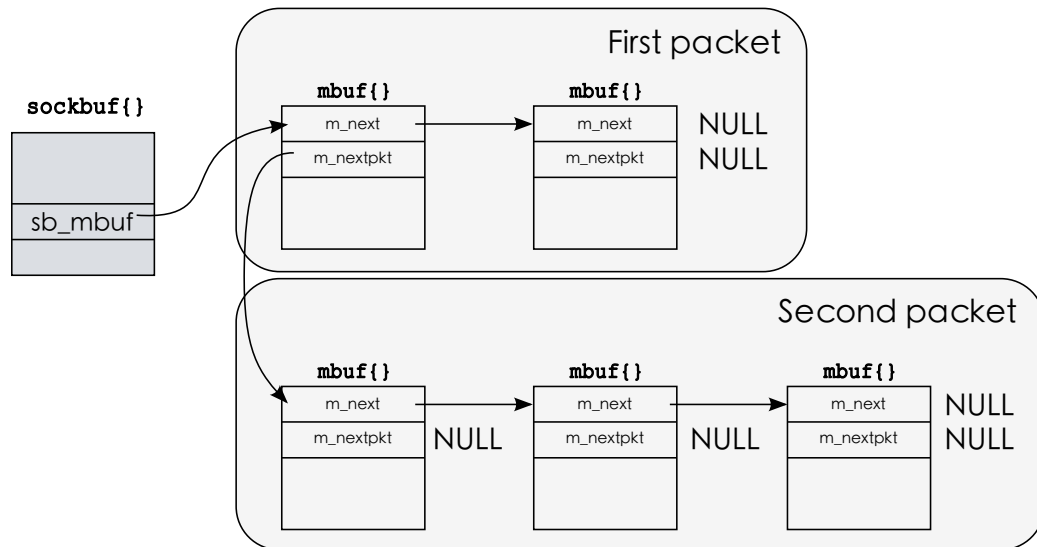 First packet
sockbuf{}
sb_mbuf
mbuf{}
m_next
m_nextpkt
mbuf{}
m_next
m_nextpkt
NULL
NULL
Second packet
mbuf{}
m_next
m_nextpkt
NULL
mbuf{}
m_next
m_nextpkt
NULL
mbuf{}
m_next
m_nextpkt
NULL
NULL